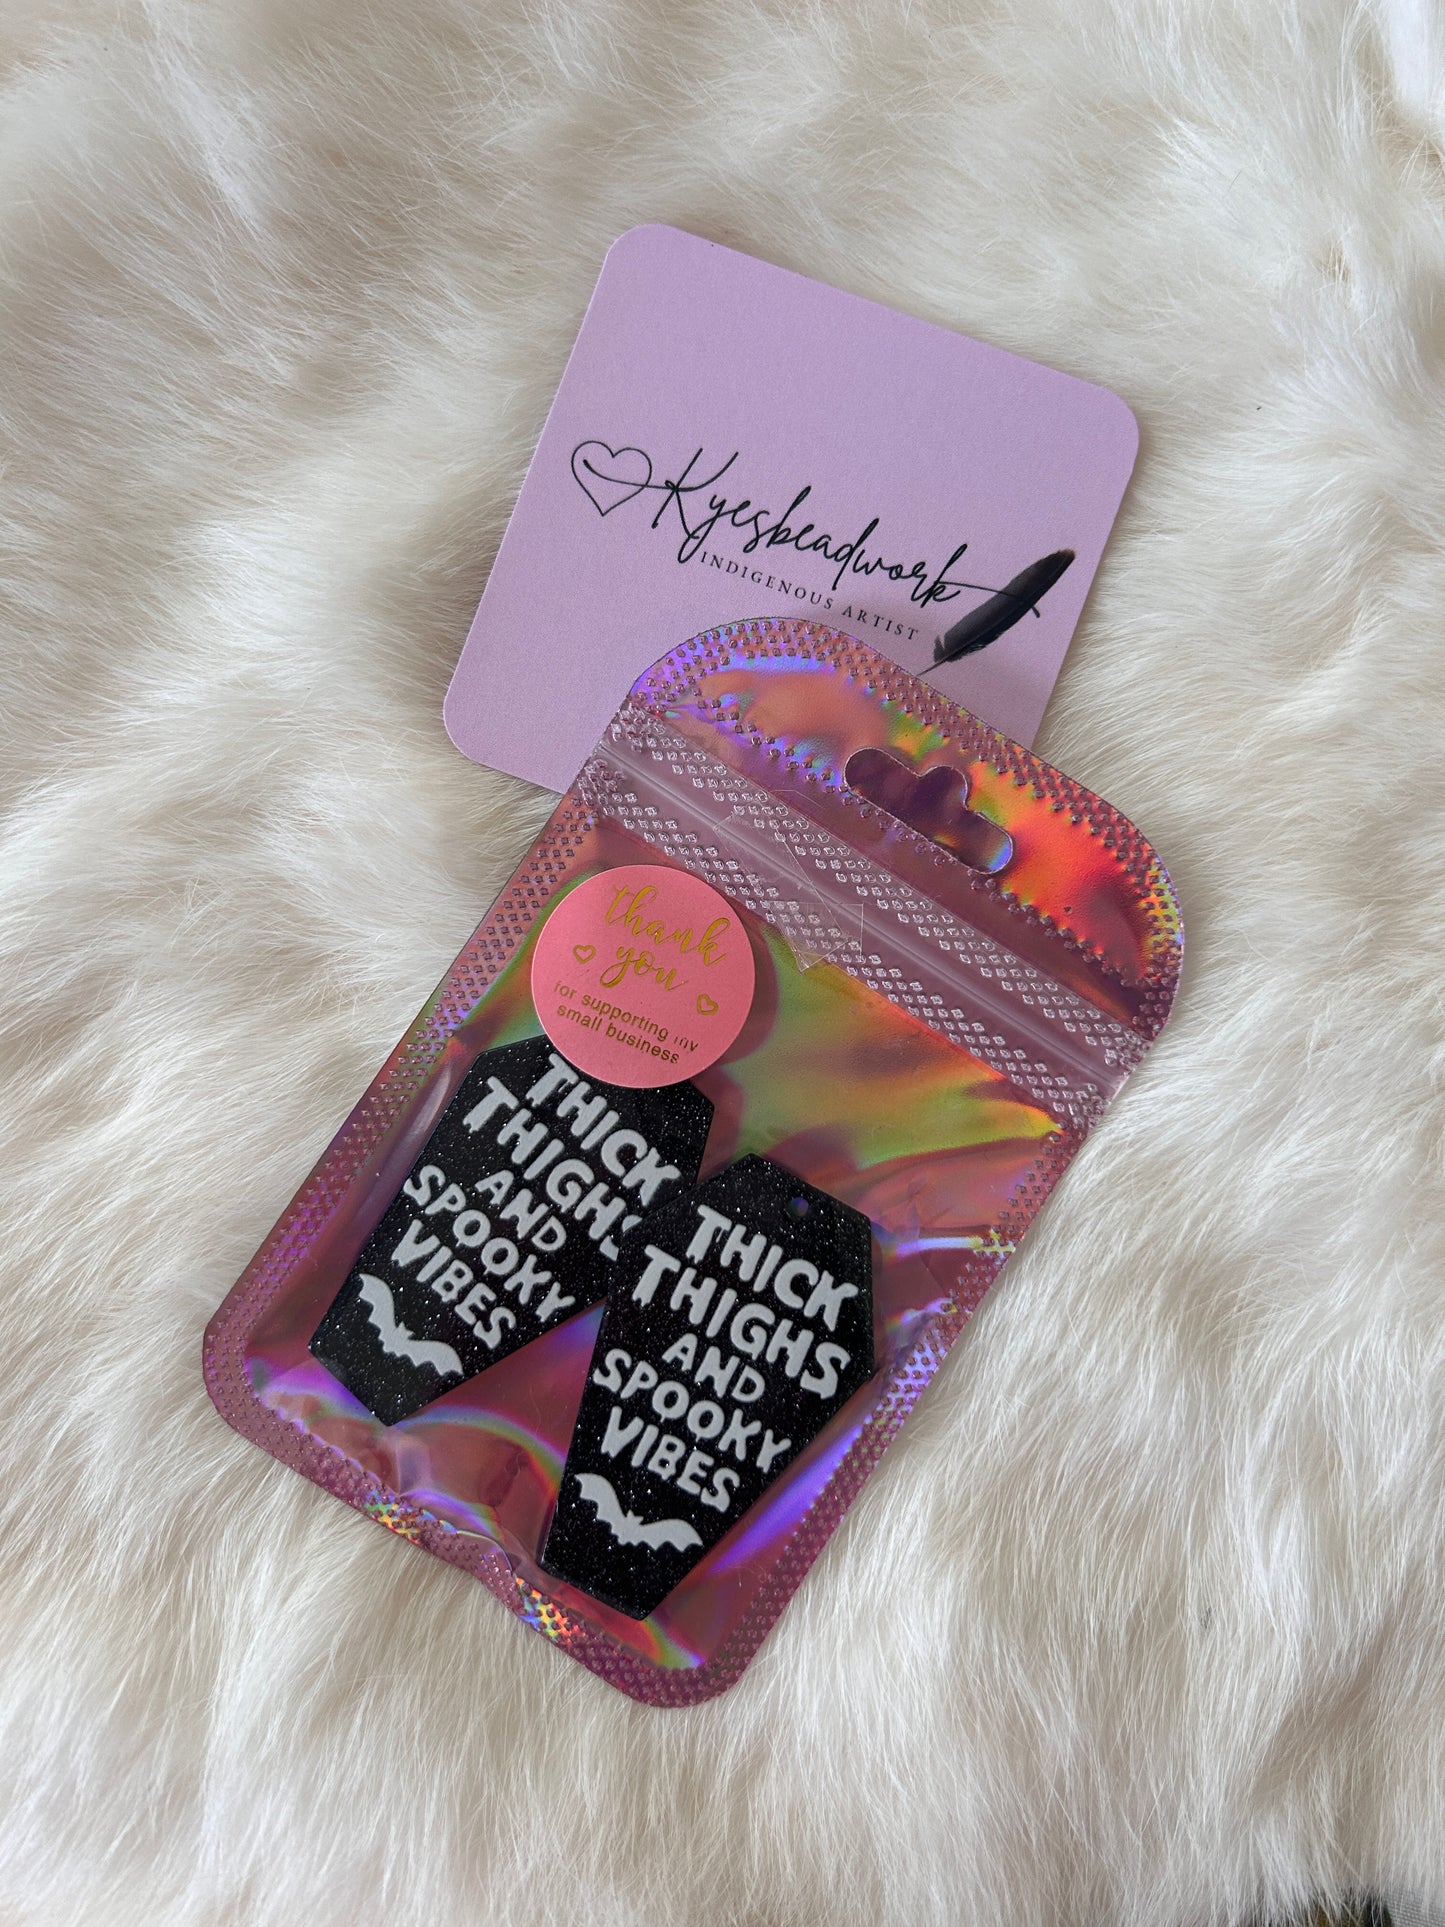 Kyesbeadwork
INDIGENOUS ARTIST
thank
you
for supporting my
small business
THICK
THIGHS
AND
SPOOKY
VIBES
THICK
THIGHS
AND
SPOOKY
VIBES